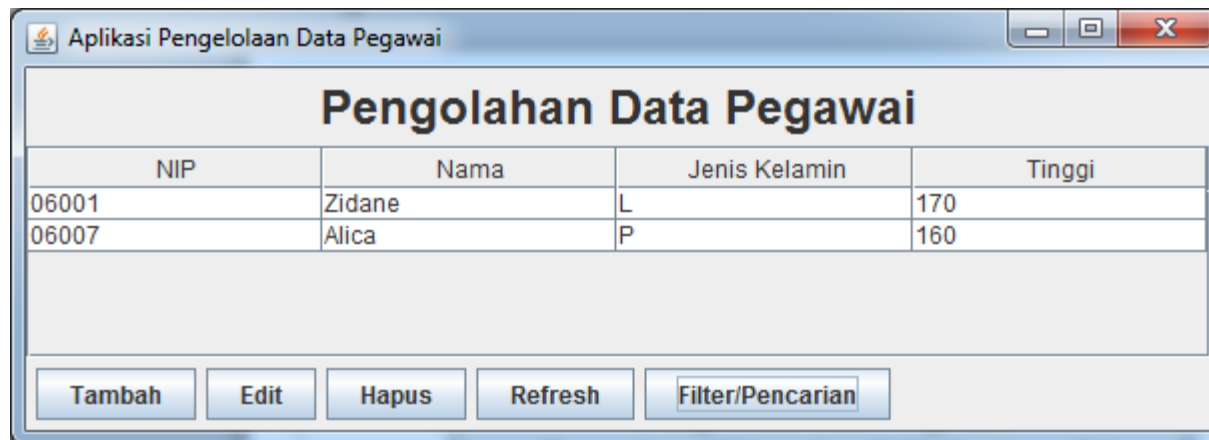 Aplikasi Pengelolaan Data Pegawai
Pengolahan Data Pegawai
NIP Nama Jenis Kelamin Tinggi
06001 Zidane L 170
06007 Alica P 160
Tambah Edit Hapus Refresh Filter/Pencarian